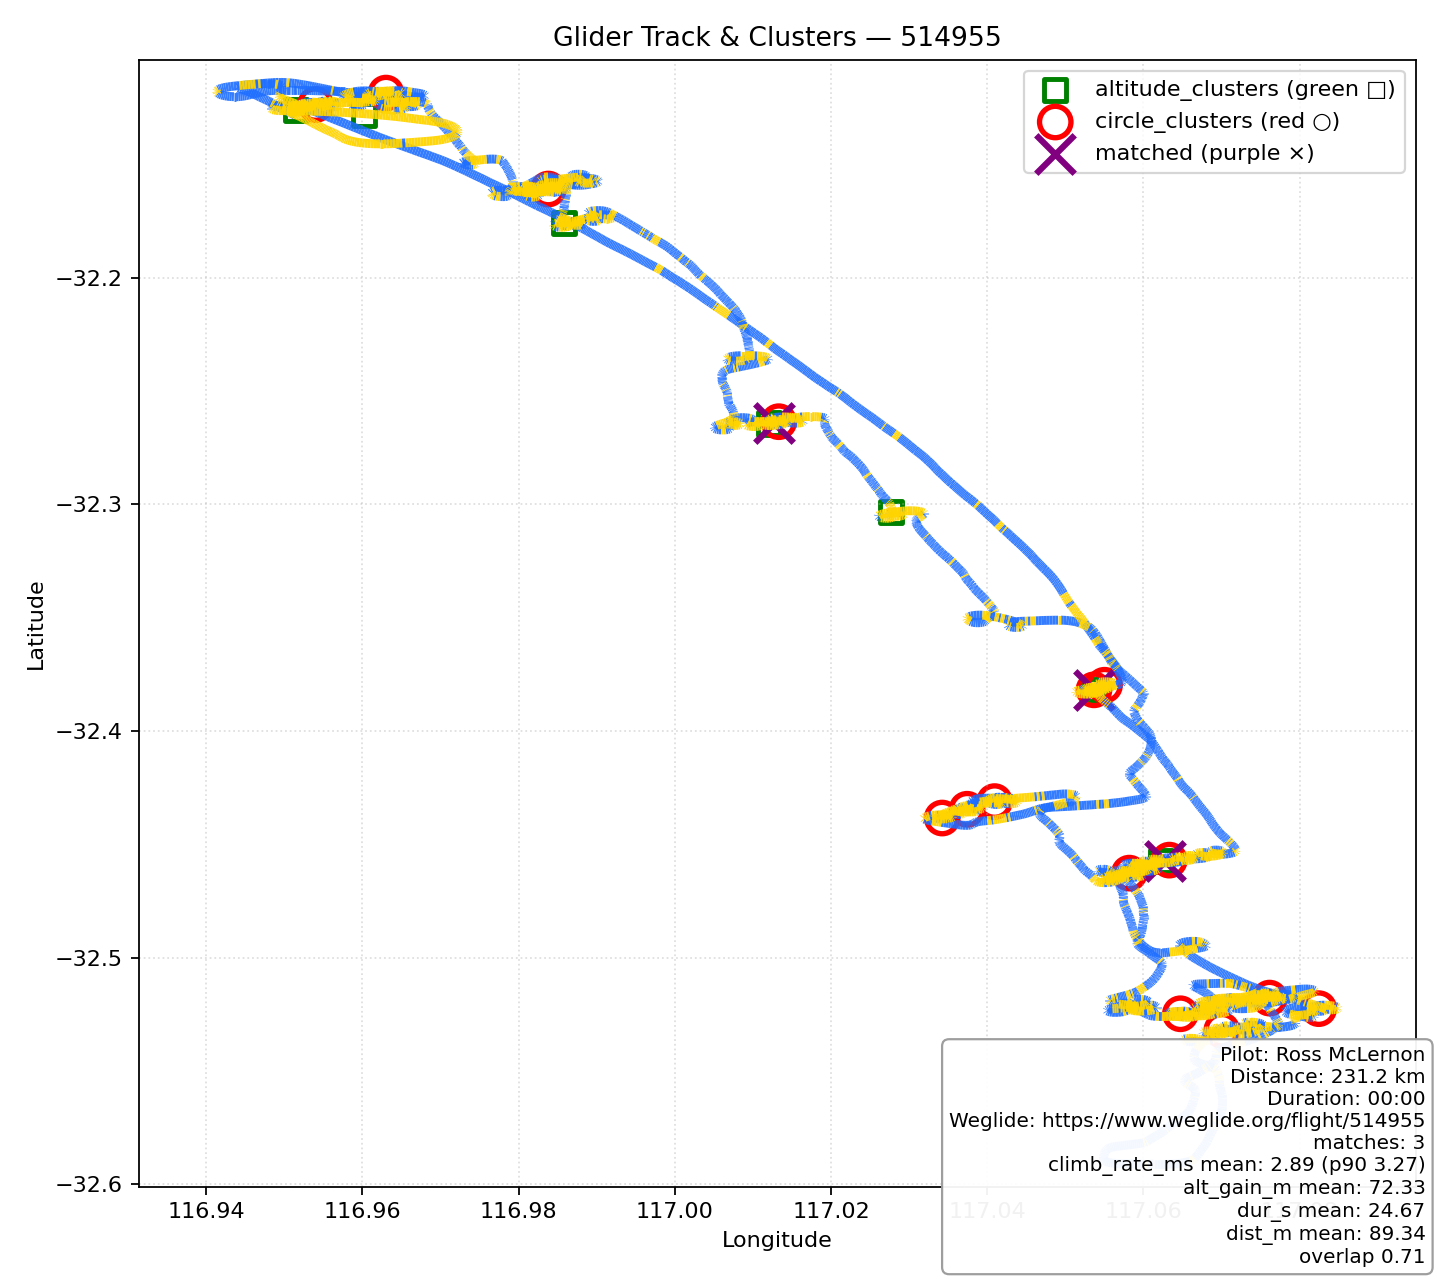 Glider Track & Clusters — 514955
altitude_clusters (green □)
circle_clusters (red ○)
matched (purple ×)
Latitude
−32.2
−32.3
−32.4
−32.5
−32.6
116.94 116.96 116.98 117.00 117.02 117.04 117.06
Longitude
Pilot: Ross McLernon
Distance: 231.2 km
Duration: 00:00
Weglide: https://www.weglide.org/flight/514955
matches: 3
climb_rate_ms mean: 2.89 (p90 3.27)
alt_gain_m mean: 72.33
dur_s mean: 24.67
dist_m mean: 89.34
overlap 0.71